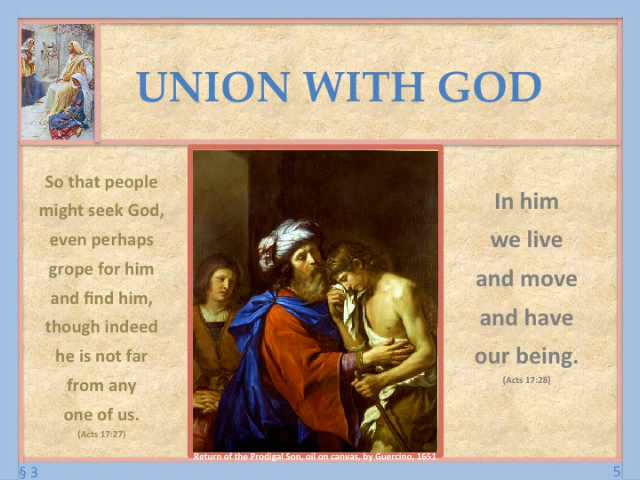 UNION WITH GOD
So that people
might seek God,
even perhaps
grope for him
and find him,
though indeed
he is not far
from any
one of us.
(Acts 17:27)
In him
we live
and move
and have
our being.
(Acts 17:28)
Return of the Prodigal Son, oil on canvas, by Guercino, 1651
§ 3
5